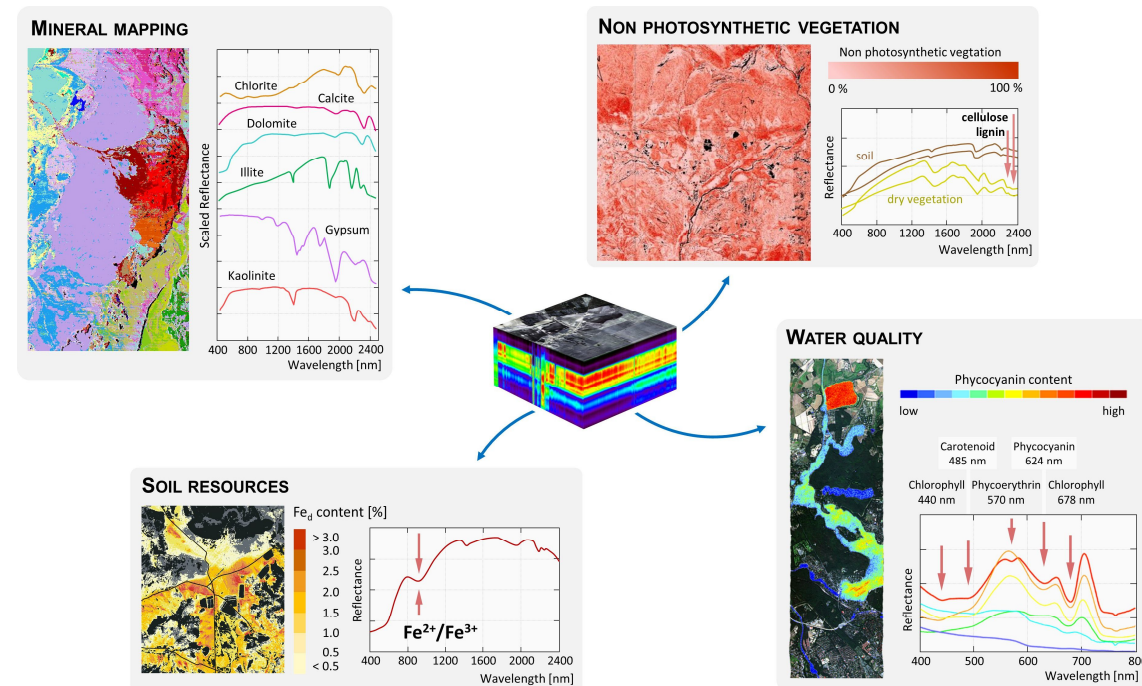 MINERAL MAPPING
Chlorite
Calcite
Dolomite
Illite
Gypsum
Kaolinite
Scaled Reflectance
400 800 1200 1600 2000 2400
Wavelength [nm]
NON PHOTOSYNTHETIC VEGETATION
Non photosynthetic vegtation
0 % 100 %
cellulose
lignin
soil
dry vegetation
Reflectance
400 800 1200 1600 2000 2400
Wavelength [nm]
WATER QUALITY
Phycocyanin content
low high
Carotenoid Phycocyanin
485 nm 624 nm
Chlorophyll Phycoerythrin Chlorophyll
440 nm 570 nm 678 nm
Reflectance
400 500 600 700 80
Wavelength [nm]
SOIL RESOURCES
Fed content [%]
> 3.0
3.0
2.5
2.0
1.5
1.0
0.5
< 0.5
Reflectance
Fe²⁺/Fe³⁺
400 800 1200 1600 2000 2400
Wavelength [nm]